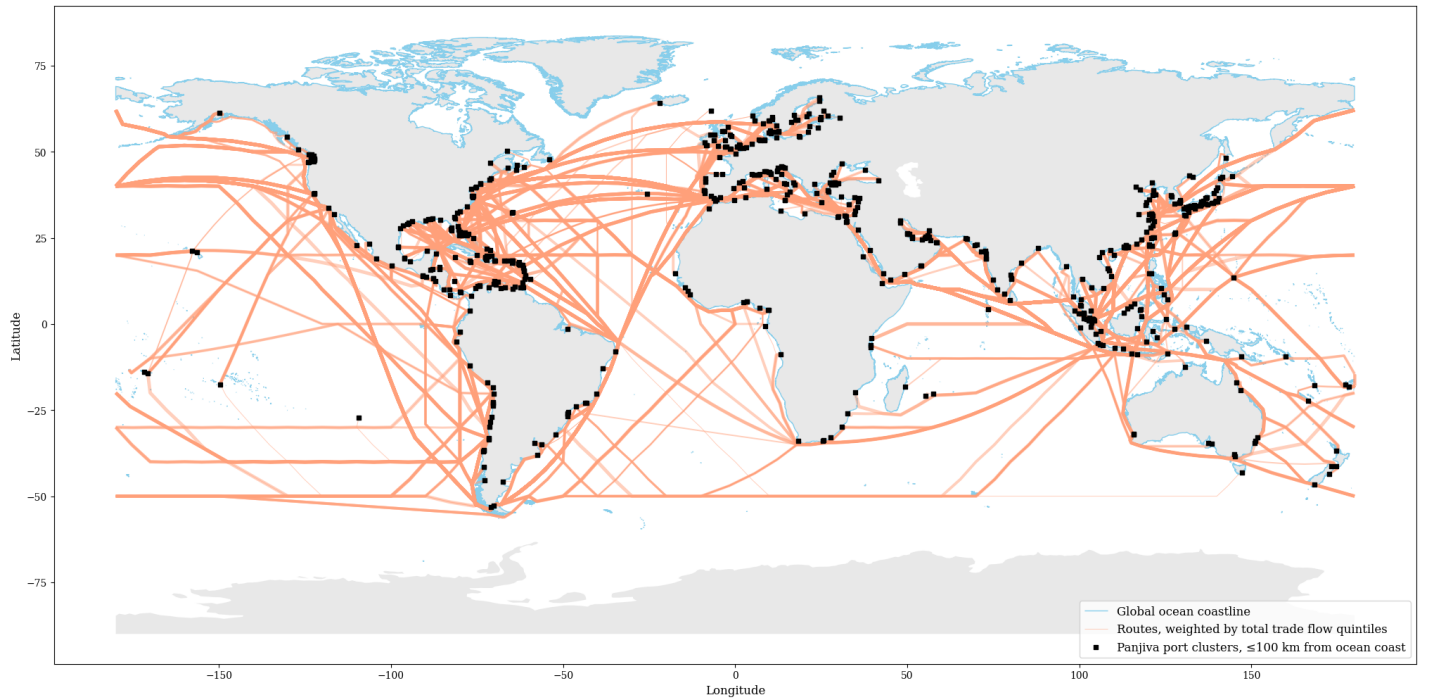 75
50
25
0
−25
−50
−75
Latitude
−150
−100
−50
0
50
100
150
Longitude
Global ocean coastline
Routes, weighted by total trade flow quintiles
Panjiva port clusters, ≤100 km from ocean coast